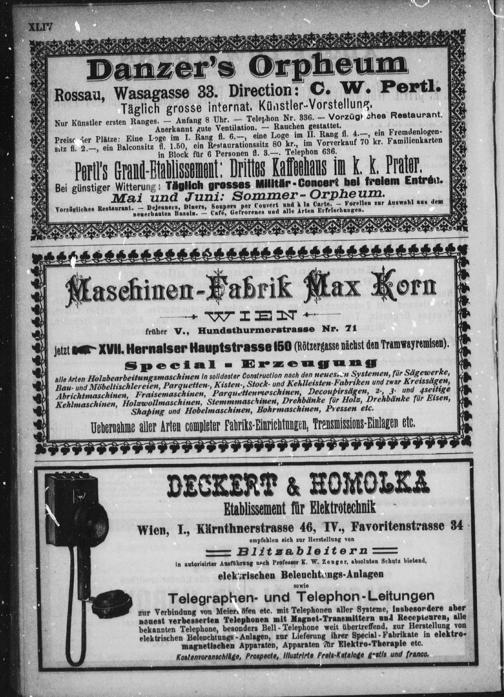 XLIV
Danzer's Orpheum
Rossau, Wasagasse 33. Direction: C. W. Pertl.
Täglich grosse internat. Künstler-Vorstellung.
Nur Künstler ersten Ranges. — Anfang 8 Uhr. — Telephon Nr. 336. — Vorzügliches Restaurant.
Anerkannt gute Ventilation. — Rauchen gestattet.
Preise der Plätze: Eine Loge im I. Rang fl. 6.—, eine Loge im II. Rang fl. 4.—, ein Fremdenlogen-
sitz fl. 2.—, ein Balconsitz fl. 1.50, ein Restaurationssitz 80 kr., im Vorverkauf 70 kr. Familienkarten
in Block für 6 Personen fl. 3.—. Telephon 636.
Pertl's Grand-Etablissement: Drittes Kaffeehaus im k. k. Prater.
Bei günstiger Witterung: Täglich grosses Militär-Concert bei freiem Entrée.
Mai und Juni: Sommer-Orpheum.
Vorzügliches Restaurant. — Dejeuners, Diners, Soupers per Couvert und à la Carte. — Forellen zur Auswahl aus dem
neuerbauten Bassin. — Café, Gefrorenes und alle Arten Erfrischungen.
Maschinen-Fabrik Max Korn
WIEN
früher V., Hundsthurmerstrasse Nr. 71
jetzt XVII. Hernalser Hauptstrasse 150 (Rötzergasse nächst den Tramwayremisen).
Special-Erzeugung
alle Arten Holzbearbeitungsmaschinen in solidester Construction nach den neuesten Systemen, für Sägewerke,
Bau- und Möbeltischlereien, Parquetten-, Kisten-, Stock- und Kehlleisten-Fabriken und zwar Kreissägen,
Abrichtmaschinen, Fraisemaschinen, Parquettenmaschinen, Decoupirsägen, 2-, 3- und 4seitige
Kehlmaschinen, Holzwollmaschinen, Stemmmaschinen, Drehbänke für Holz, Drehbänke für Eisen,
Shaping und Hobelmaschinen, Bohrmaschinen, Pressen etc.
Uebernahme aller Arten completer Fabriks-Einrichtungen, Transmissions-Einlagen etc.
DECKERT & HOMOLKA
Etablissement für Elektrotechnik
Wien, I., Kärnthnerstrasse 46, IV., Favoritenstrasse 34
empfehlen sich zur Herstellung von
Blitzableitern
in autorisirter Ausführung nach Professor K. W. Zenger, absoluten Schutz bietend,
elektrischen Beleuchtungs-Anlagen
sowie
Telegraphen- und Telephon-Leitungen
zur Verbindung von Meierhöfen etc. mit Telephonen aller Systeme, insbesondere aber
neuest verbesserten Telephonen mit Magnet-Transmittern und Recepturen, alle
bekannten Telephone, besonders Bell-Telephone weit übertreffend, zur Herstellung von
elektrischen Beleuchtungs-Anlagen, zur Lieferung ihrer Special-Fabrikate in elektro-
magnetischen Apparaten, Apparaten für Elektro-Therapie etc.
Kostenvoranschläge, Prospecte, illustrirte Preis-Kataloge gratis und franco.